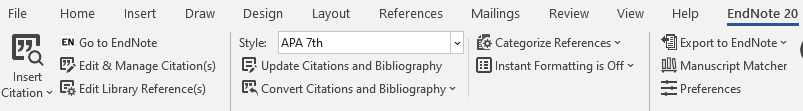 File Home Insert Draw Design Layout References Mailings Review View Help EndNote 20
EN Go to EndNote
Style: APA 7th
Categorize References
Export to EndNote
Insert Citation
Edit & Manage Citation(s)
Update Citations and Bibliography
Instant Formatting is Off
Manuscript Matcher
Edit Library Reference(s)
Convert Citations and Bibliography
Preferences